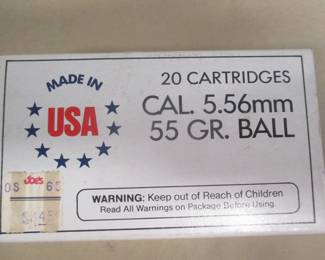 MADE IN
USA
20 CARTRIDGES
CAL. 5.56mm
55 GR. BALL
Joe's
WARNING: Keep out of Reach of Children
Read All Warnings on Package Before Using.